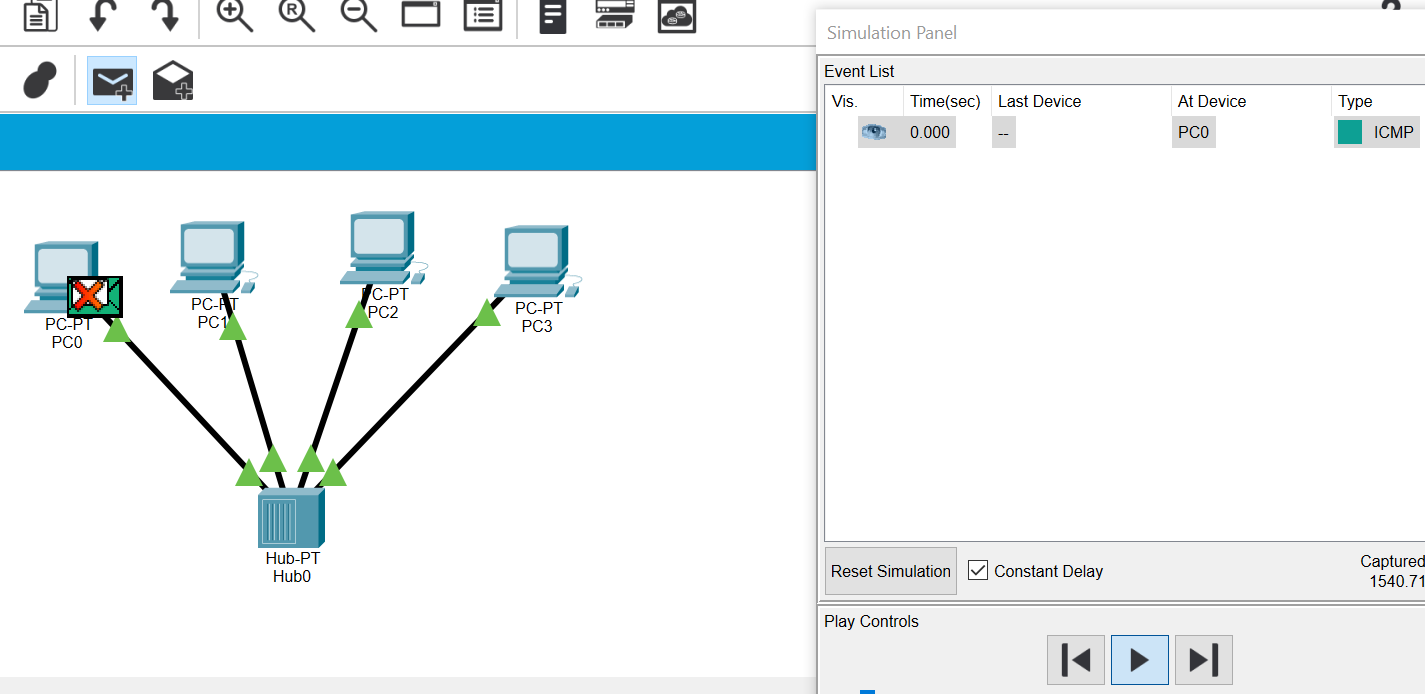 R
Simulation Panel
Event List
Vis. Time(sec) Last Device At Device Type
0.000 -- PC0 ICMP
PC-PT
PC0
PC-PT
PC1
PC-PT
PC2
PC-PT
PC3
Hub-PT
Hub0
Reset Simulation Constant Delay Captured
1540.71
Play Controls